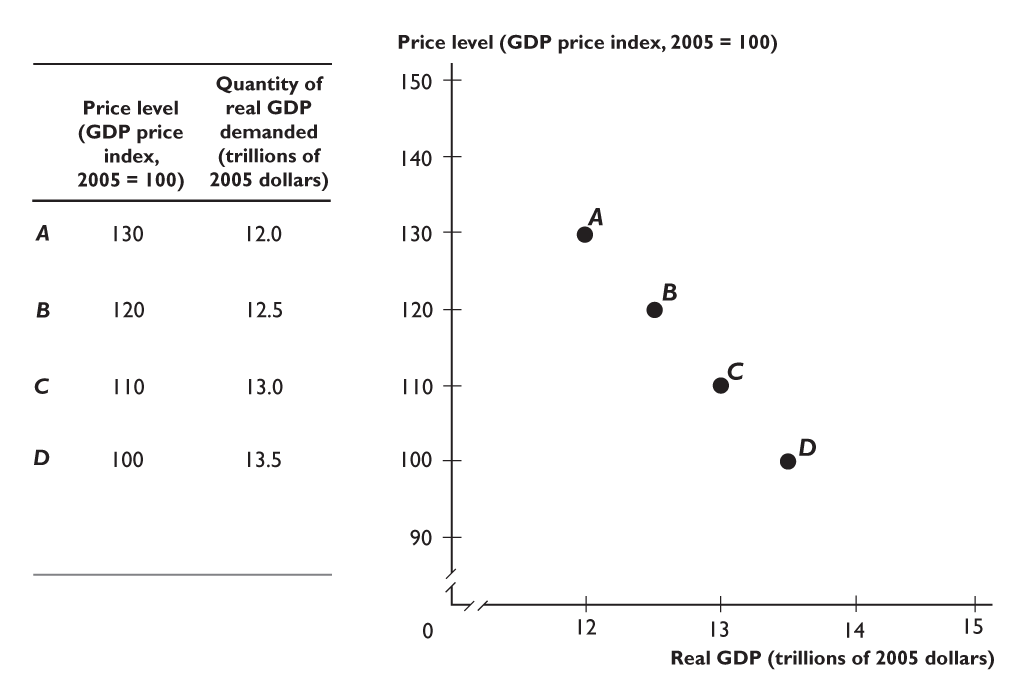 Price level (GDP price index, 2005 = 100)
Price level
(GDP price
index,
2005 = 100)
Quantity of
real GDP
demanded
(trillions of
2005 dollars)
A 130 12.0
B 120 12.5
C 110 13.0
D 100 13.5
150
140
130
120
110
100
90
0
A
B
C
D
12 13 14 15
Real GDP (trillions of 2005 dollars)